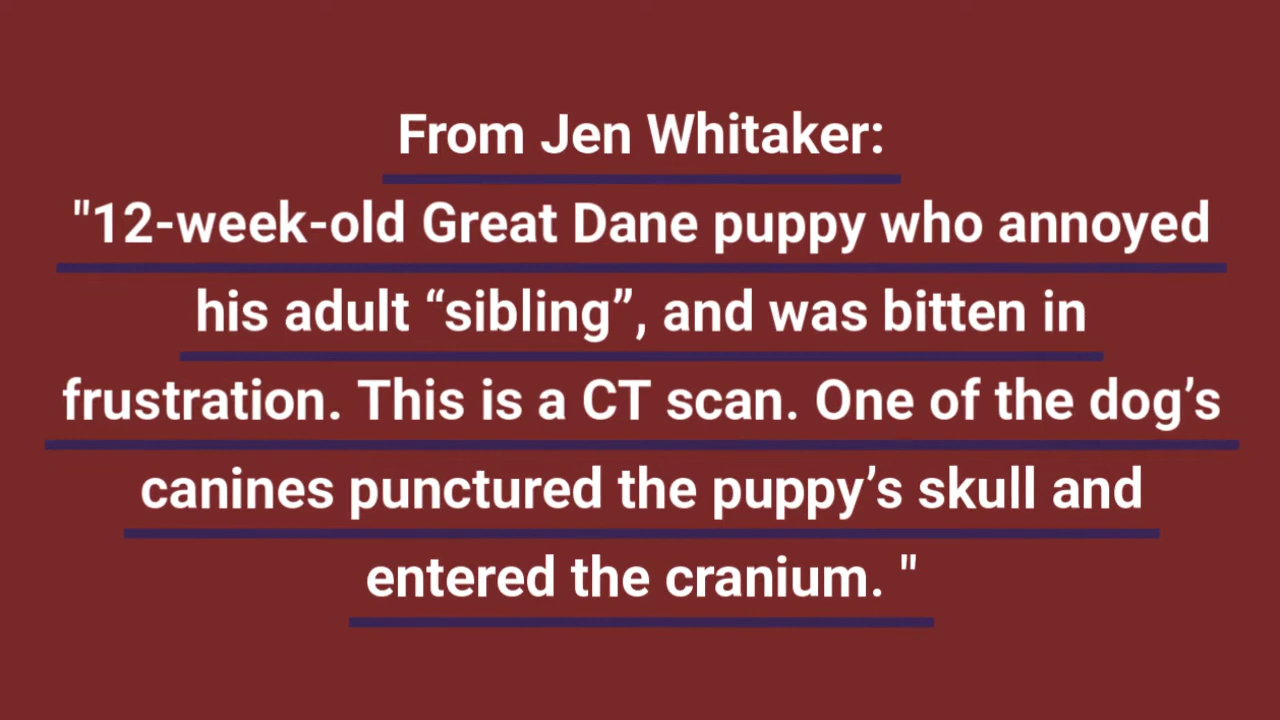 From Jen Whitaker:
"12-week-old Great Dane puppy who annoyed
his adult “sibling”, and was bitten in
frustration. This is a CT scan. One of the dog’s
canines punctured the puppy’s skull and
entered the cranium. "